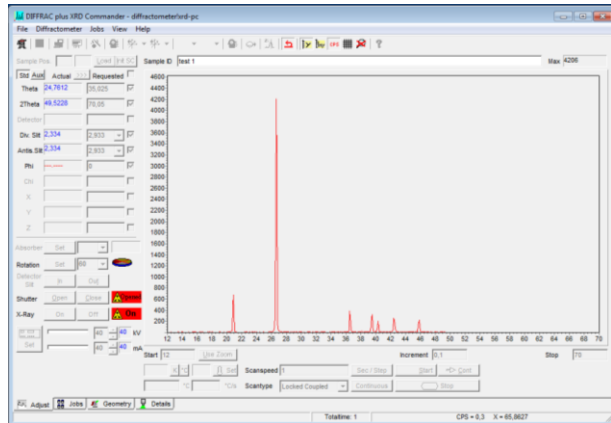 DIFFRAC plus XRD Commander - diffractometer/xrd-pc
File Diffractometer Jobs View Help
Sample Pos. Load SC Sample ID test 1 Max 4206
Std Aux Actual >>> Requested
Theta 24,7612 35,025
2Theta 49,5228 70,05
Detector
Div. Slit 2,334 2,933
Antis.Slit 2,334 2,933
Phi 0
Chi
X
Y
Z
4600
4400
4200
4000
3800
3600
3400
3200
3000
2800
2600
2400
2200
2000
1800
1600
1400
1200
1000
800
600
400
200
0
12 14 16 18 20 22 24 26 28 30 32 34 36 38 40 42 44 46 48 50 52 54 56 58 60 62 64 66 68 70
Absorber Set
Rotation Set 60
Detector Slit In Out
Shutter Open Close
X-Ray On Off On
40 40 kV
Set 40 40 mA
Start 12 Use Zoom Increment 0,1 Stop 70
°C Set Scanspeed 1 Sec / Step Start Cont
°C °C/s Scantype Locked Coupled Continuous Stop
Adjust Jobs Geometry Details
Totaltime: 1 CPS = 0,3 X = 65,8627